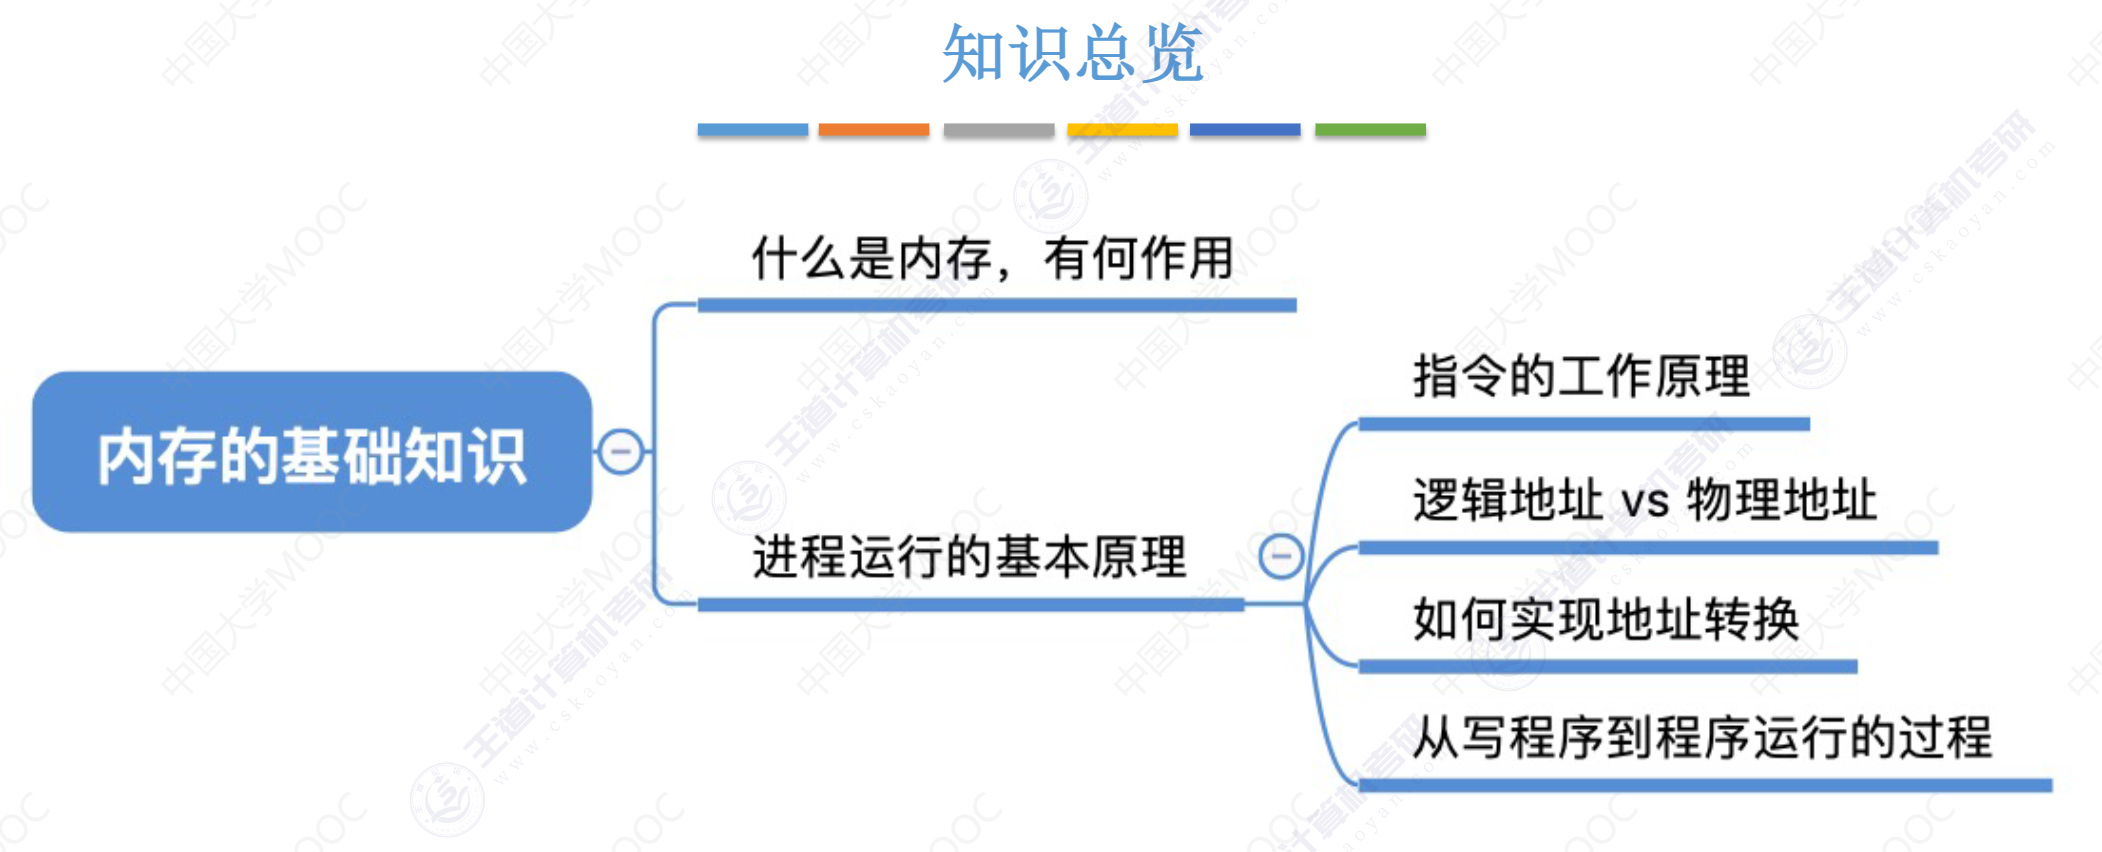 知识总览
什么是内存，有何作用
指令的工作原理
内存的基础知识
逻辑地址 vs 物理地址
进程运行的基本原理
如何实现地址转换
从写程序到程序运行的过程
中国大学MOOC
王道计算机考研
www.cskaoyan.com